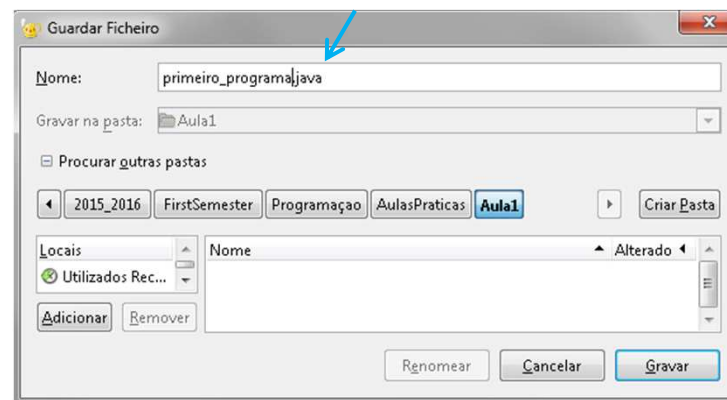 Guardar Ficheiro
Nome: primeiro_programa.java
Gravar na pasta: Aula1
Procurar outras pastas
2015_2016 FirstSemester Programaçao AulasPraticas Aula1 Criar Pasta
Locais Nome Alterado
Utilizados Rec...
Adicionar Remover
Renomear Cancelar Gravar